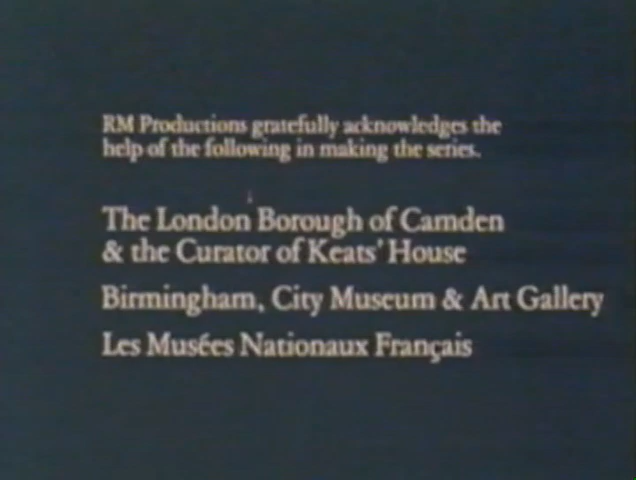 RM Productions gratefully acknowledges the
help of the following in making the series.
The London Borough of Camden
& the Curator of Keats' House
Birmingham, City Museum & Art Gallery
Les Musées Nationaux Français